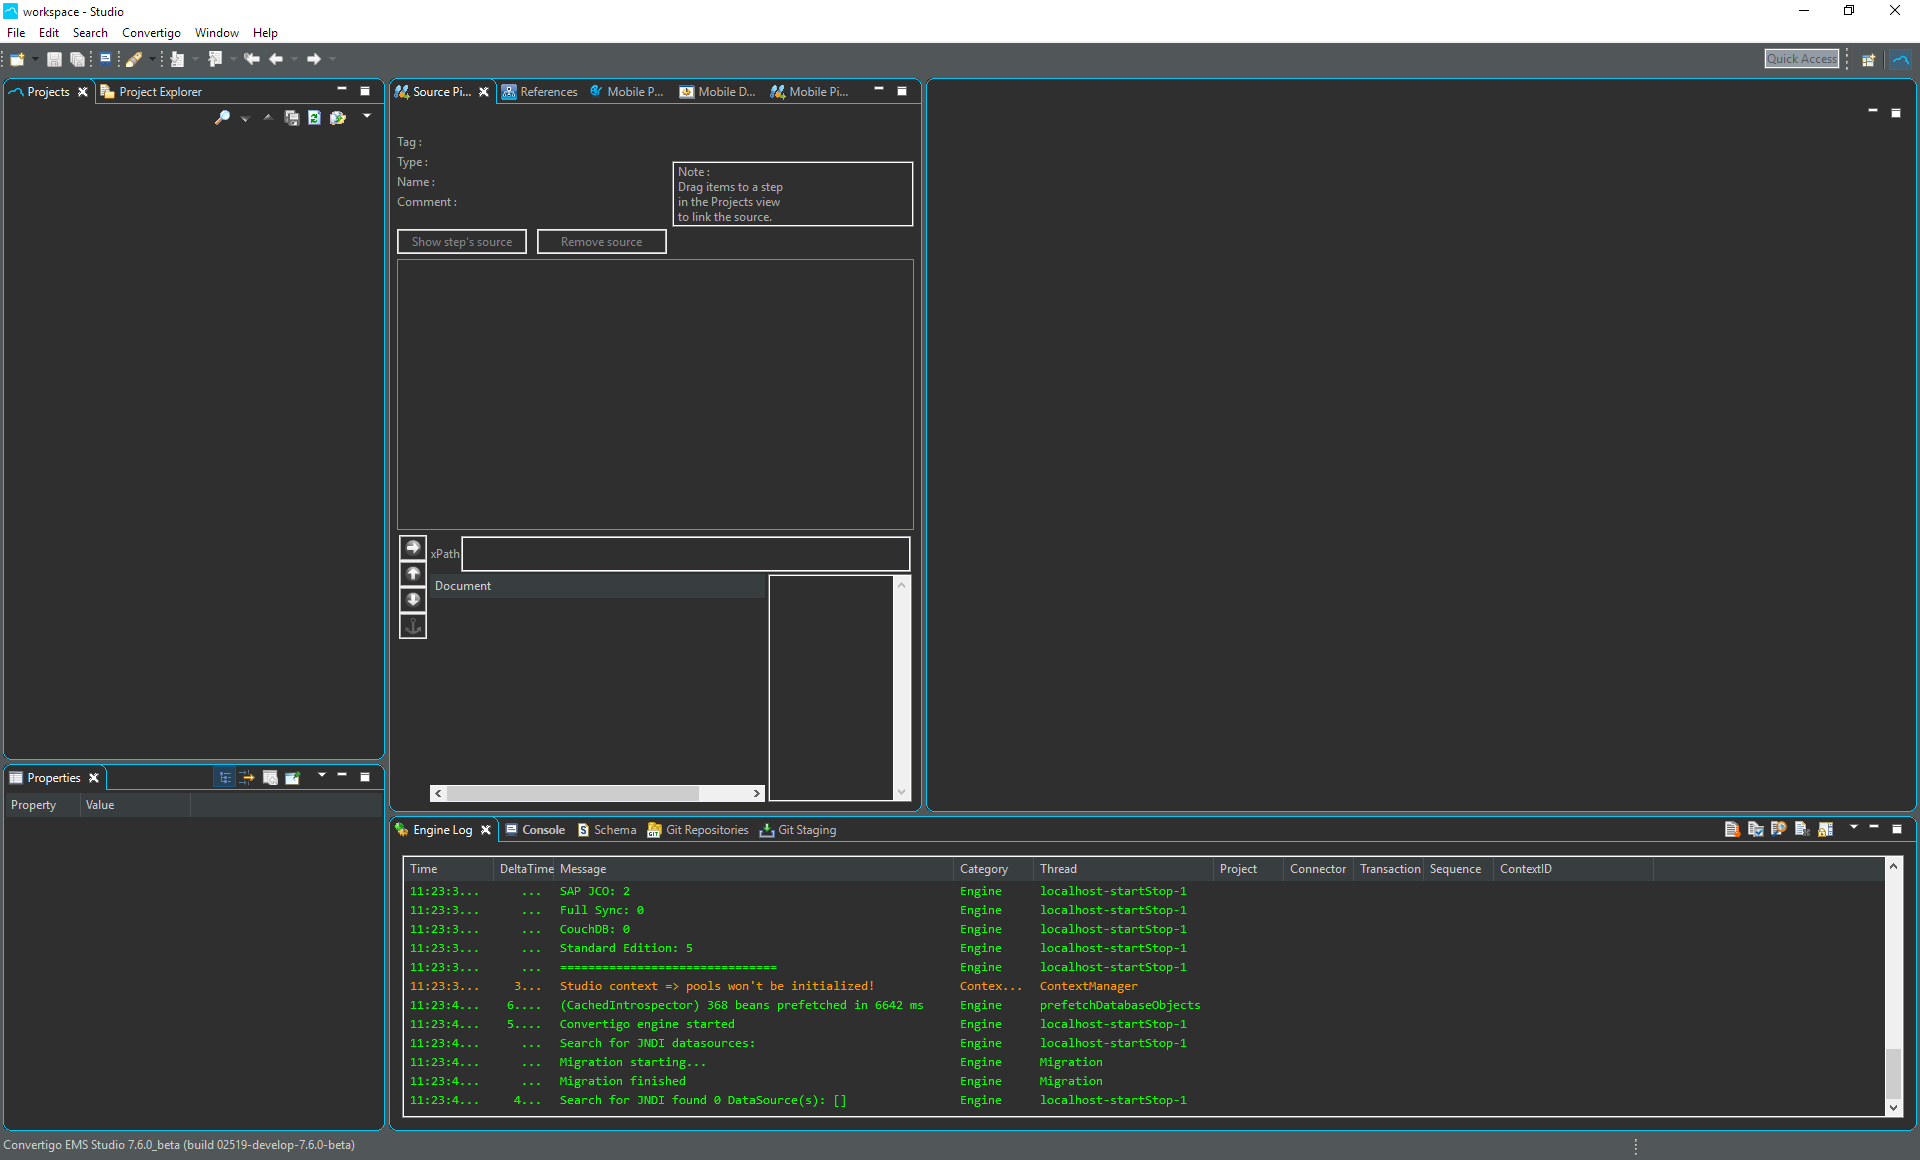 workspace - Studio
File Edit Search Convertigo Window Help
Quick Access
Projects Project Explorer
Source Pi... References Mobile P... Mobile D... Mobile Pi...
Tag :
Type :
Name :
Comment :
Note :
Drag items to a step
in the Projects view
to link the source.
Show step's source Remove source
xPath
Document
Properties
Property Value
Engine Log Console Schema Git Repositories Git Staging
Time DeltaTime Message Category Thread Project Connector Transaction Sequence ContextID
11:23:3... ... SAP JCO: 2 Engine localhost-startStop-1
11:23:3... ... Full Sync: 0 Engine localhost-startStop-1
11:23:3... ... CouchDB: 0 Engine localhost-startStop-1
11:23:3... ... Standard Edition: 5 Engine localhost-startStop-1
11:23:3... ... =============================== Engine localhost-startStop-1
11:23:3... 3... Studio context => pools won't be initialized! Contex... ContextManager
11:23:4... 6.... (CachedIntrospector) 368 beans prefetched in 6642 ms Engine prefetchDatabaseObjects
11:23:4... 5.... Convertigo engine started Engine localhost-startStop-1
11:23:4... ... Search for JNDI datasources: Engine localhost-startStop-1
11:23:4... ... Migration starting... Engine Migration
11:23:4... ... Migration finished Engine Migration
11:23:4... 4... Search for JNDI found 0 DataSource(s): [] Engine localhost-startStop-1
Convertigo EMS Studio 7.6.0_beta (build 02519-develop-7.6.0-beta)